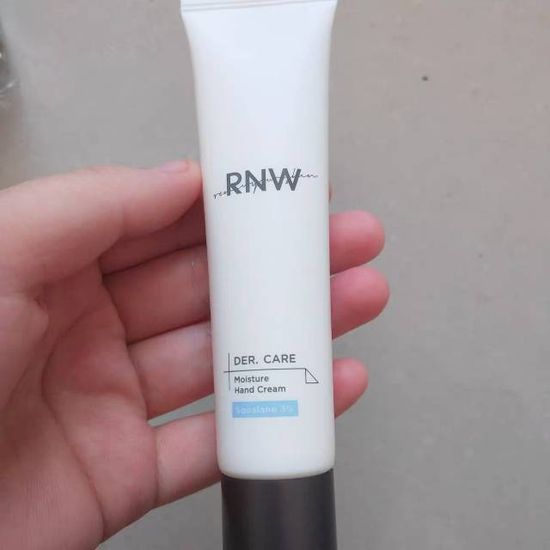 RNW
DER. CARE
Moisture
Hand Cream
Squalane 3%